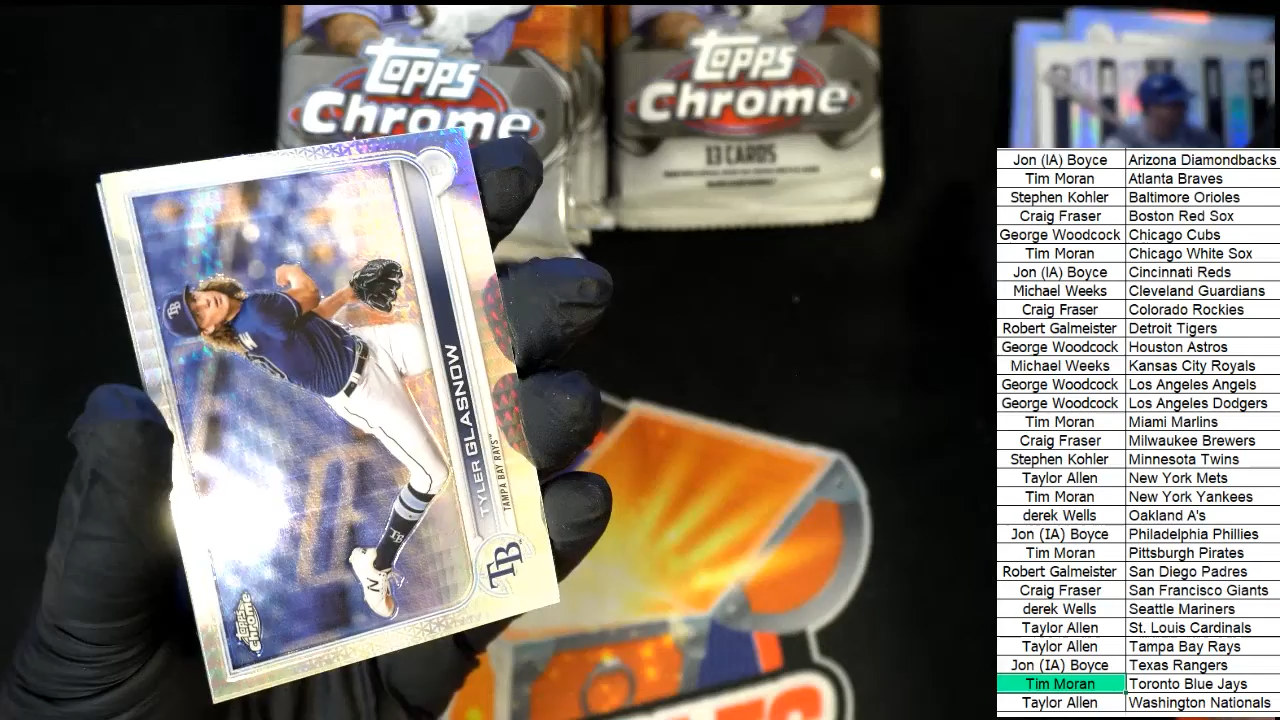 Topps
Chrome
Topps
Chrome
13 CARDS
TB
TYLER GLASNOW
TAMPA BAY RAYS
TB
TB
N
Topps
Chrome
Jon (IA) Boyce Arizona Diamondbacks
Tim Moran Atlanta Braves
Stephen Kohler Baltimore Orioles
Craig Fraser Boston Red Sox
George Woodcock Chicago Cubs
Tim Moran Chicago White Sox
Jon (IA) Boyce Cincinnati Reds
Michael Weeks Cleveland Guardians
Craig Fraser Colorado Rockies
Robert Galmeister Detroit Tigers
George Woodcock Houston Astros
Michael Weeks Kansas City Royals
George Woodcock Los Angeles Angels
George Woodcock Los Angeles Dodgers
Tim Moran Miami Marlins
Craig Fraser Milwaukee Brewers
Stephen Kohler Minnesota Twins
Taylor Allen New York Mets
Tim Moran New York Yankees
derek Wells Oakland A's
Jon (IA) Boyce Philadelphia Phillies
Tim Moran Pittsburgh Pirates
Robert Galmeister San Diego Padres
Craig Fraser San Francisco Giants
derek Wells Seattle Mariners
Taylor Allen St. Louis Cardinals
Taylor Allen Tampa Bay Rays
Jon (IA) Boyce Texas Rangers
Tim Moran Toronto Blue Jays
Taylor Allen Washington Nationals